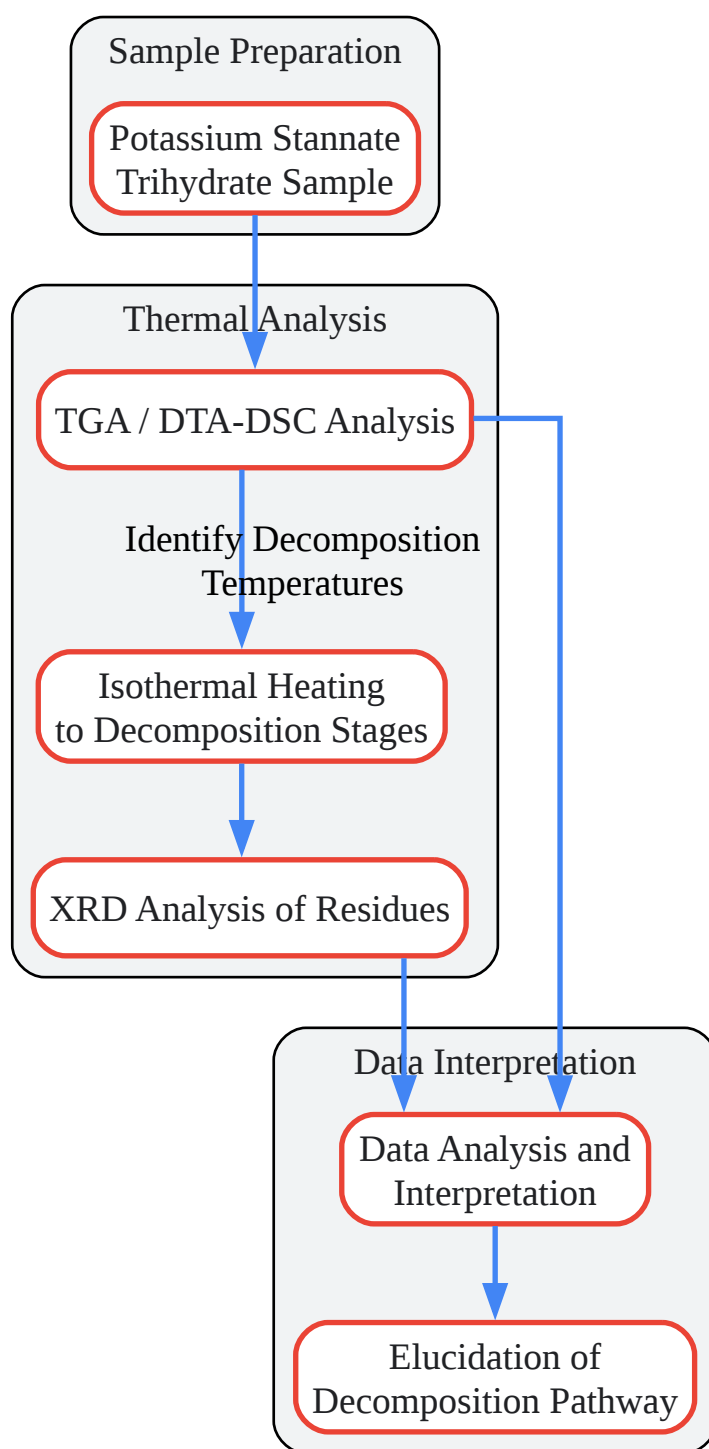 Sample Preparation
Potassium Stannate
Trihydrate Sample
Thermal Analysis
TGA / DTA-DSC Analysis
Identify Decomposition
Temperatures
Isothermal Heating
to Decomposition Stages
XRD Analysis of Residues
Data Interpretation
Data Analysis and
Interpretation
Elucidation of
Decomposition Pathway